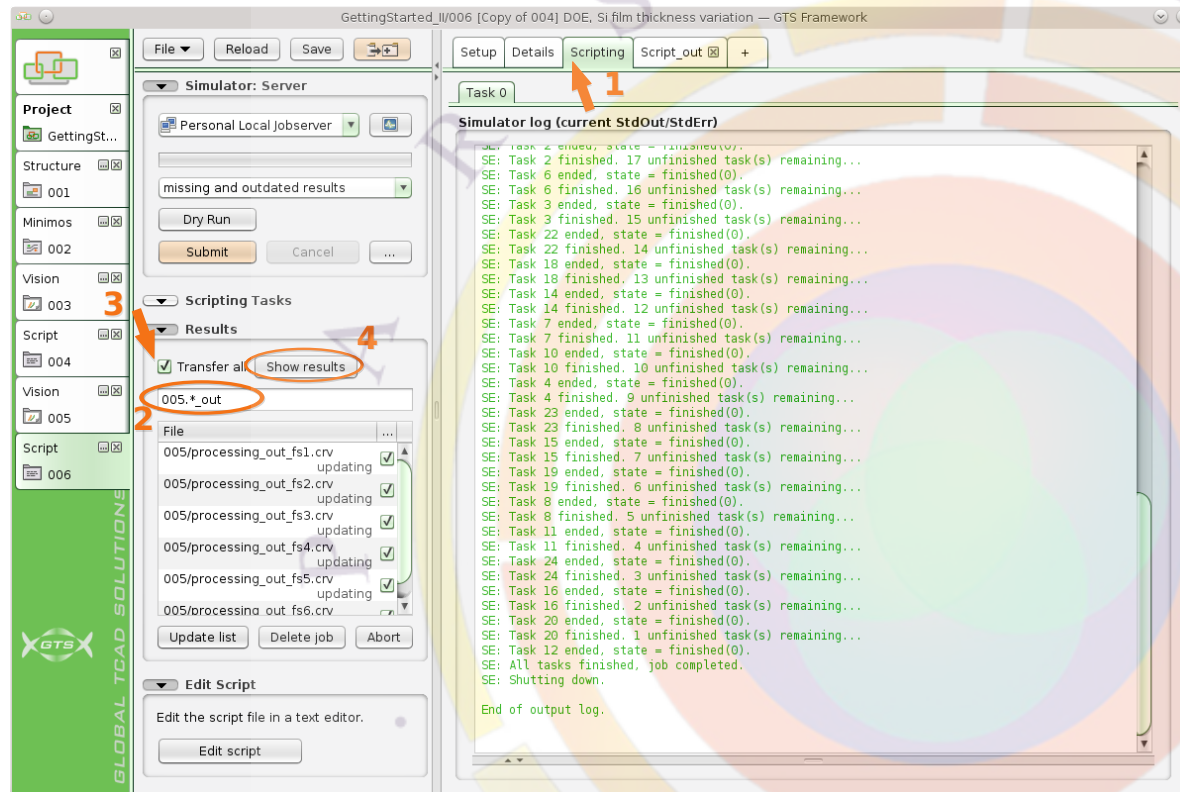 GettingStarted_II/006 [Copy of 004] DOE, Si film thickness variation — GTS Framework
File
Reload
Save
Setup
Details
Scripting
Script_out
+
1
Project
GettingSt...
Structure
001
Minimos
002
Vision
003
Script
004
Vision
005
Script
006
GTS
GLOBAL TCAD SOLUTIONS
Simulator: Server
Personal Local Jobserver
missing and outdated results
Dry Run
Submit
Cancel
...
3
Scripting Tasks
Results
4
Transfer all
Show results
2
005.*_out
File
...
005/processing_out_fs1.crv
updating
005/processing_out_fs2.crv
updating
005/processing_out_fs3.crv
updating
005/processing_out_fs4.crv
updating
005/processing_out_fs5.crv
updating
005/processing_out_fs6.crv
Update list
Delete job
Abort
Edit Script
Edit the script file in a text editor.
Edit script
Task 0
Simulator log (current StdOut/StdErr)
SE: Task 2 ended, state = finished(0).
SE: Task 2 finished. 17 unfinished task(s) remaining...
SE: Task 6 ended, state = finished(0).
SE: Task 6 finished. 16 unfinished task(s) remaining...
SE: Task 3 ended, state = finished(0).
SE: Task 3 finished. 15 unfinished task(s) remaining...
SE: Task 22 ended, state = finished(0).
SE: Task 22 finished. 14 unfinished task(s) remaining...
SE: Task 18 ended, state = finished(0).
SE: Task 18 finished. 13 unfinished task(s) remaining...
SE: Task 14 ended, state = finished(0).
SE: Task 14 finished. 12 unfinished task(s) remaining...
SE: Task 7 ended, state = finished(0).
SE: Task 7 finished. 11 unfinished task(s) remaining...
SE: Task 10 ended, state = finished(0).
SE: Task 10 finished. 10 unfinished task(s) remaining...
SE: Task 4 ended, state = finished(0).
SE: Task 4 finished. 9 unfinished task(s) remaining...
SE: Task 23 ended, state = finished(0).
SE: Task 23 finished. 8 unfinished task(s) remaining...
SE: Task 15 ended, state = finished(0).
SE: Task 15 finished. 7 unfinished task(s) remaining...
SE: Task 19 ended, state = finished(0).
SE: Task 19 finished. 6 unfinished task(s) remaining...
SE: Task 8 ended, state = finished(0).
SE: Task 8 finished. 5 unfinished task(s) remaining...
SE: Task 11 ended, state = finished(0).
SE: Task 11 finished. 4 unfinished task(s) remaining...
SE: Task 24 ended, state = finished(0).
SE: Task 24 finished. 3 unfinished task(s) remaining...
SE: Task 16 ended, state = finished(0).
SE: Task 16 finished. 2 unfinished task(s) remaining...
SE: Task 20 ended, state = finished(0).
SE: Task 20 finished. 1 unfinished task(s) remaining...
SE: Task 12 ended, state = finished(0).
SE: All tasks finished, job completed.
SE: Shutting down.
End of output log.